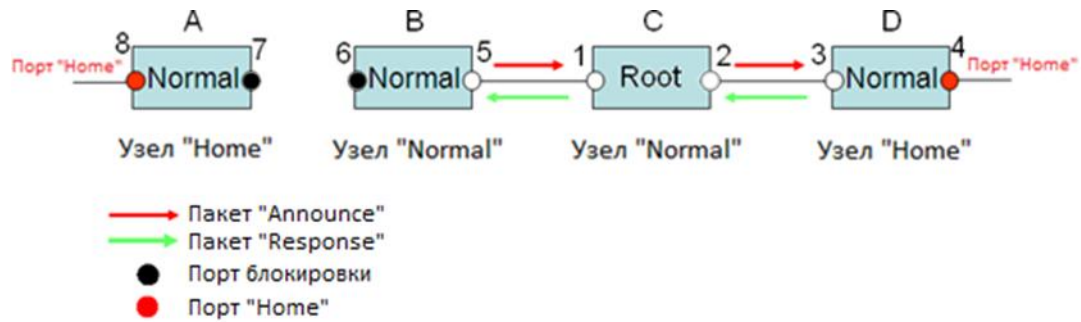 A B C D
8 7 6 5 1 2 3 4
Порт "Home" Normal Normal Root Normal Порт "Home"
Узел "Home" Узел "Normal" Узел "Normal" Узел "Home"
Пакет "Announce"
Пакет "Response"
Порт блокировки
Порт "Home"